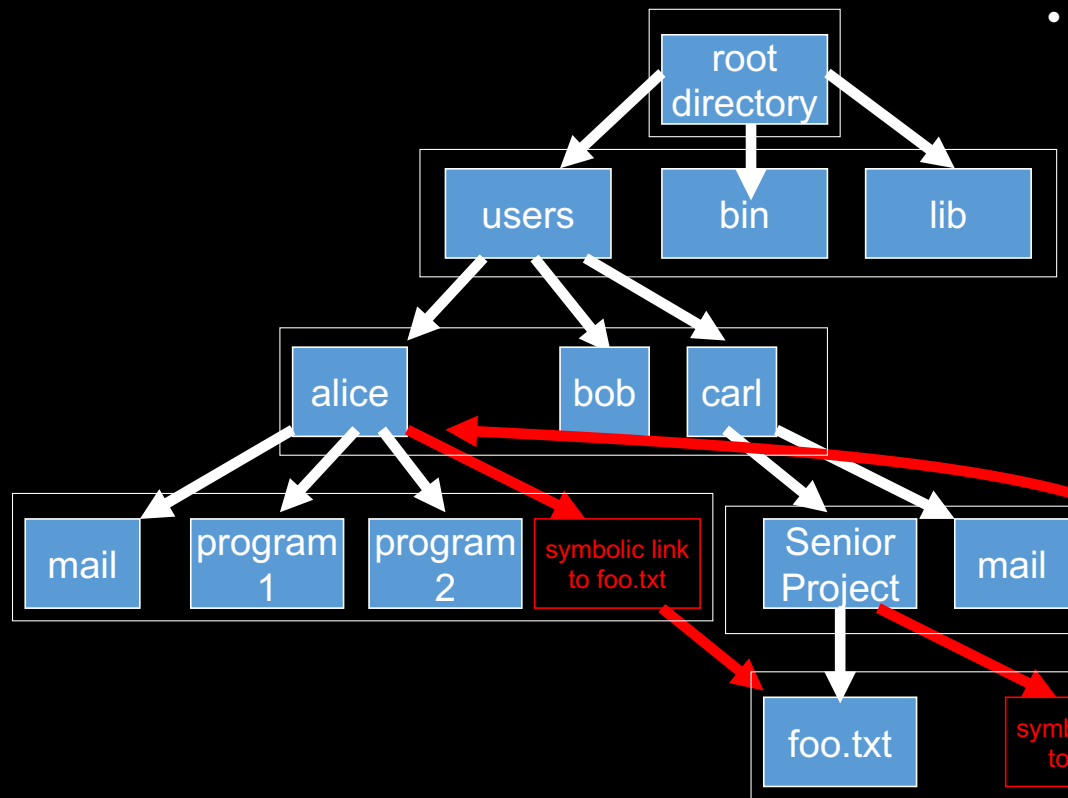 •
root
directory
users
bin
lib
alice
bob
carl
mail
program
1
program
2
symbolic link
to foo.txt
Senior
Project
mail
foo.txt
to